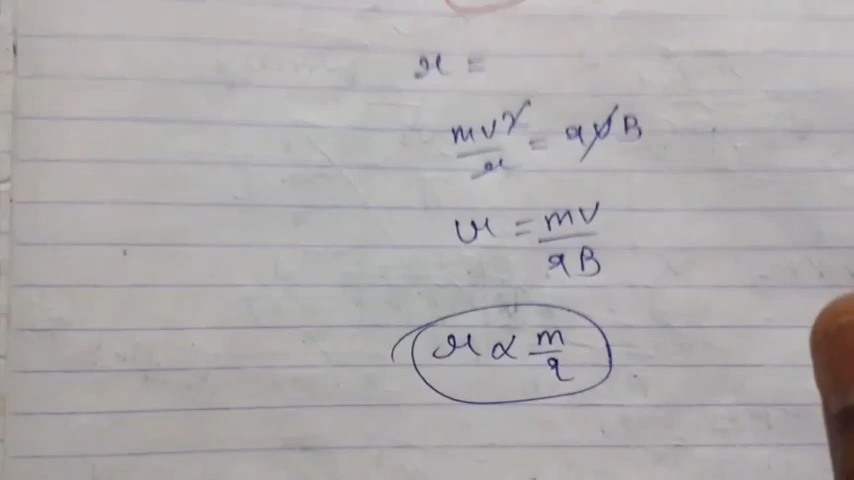 r =
mv²/r = qvB
r = mv/qB
r ∝ m/q